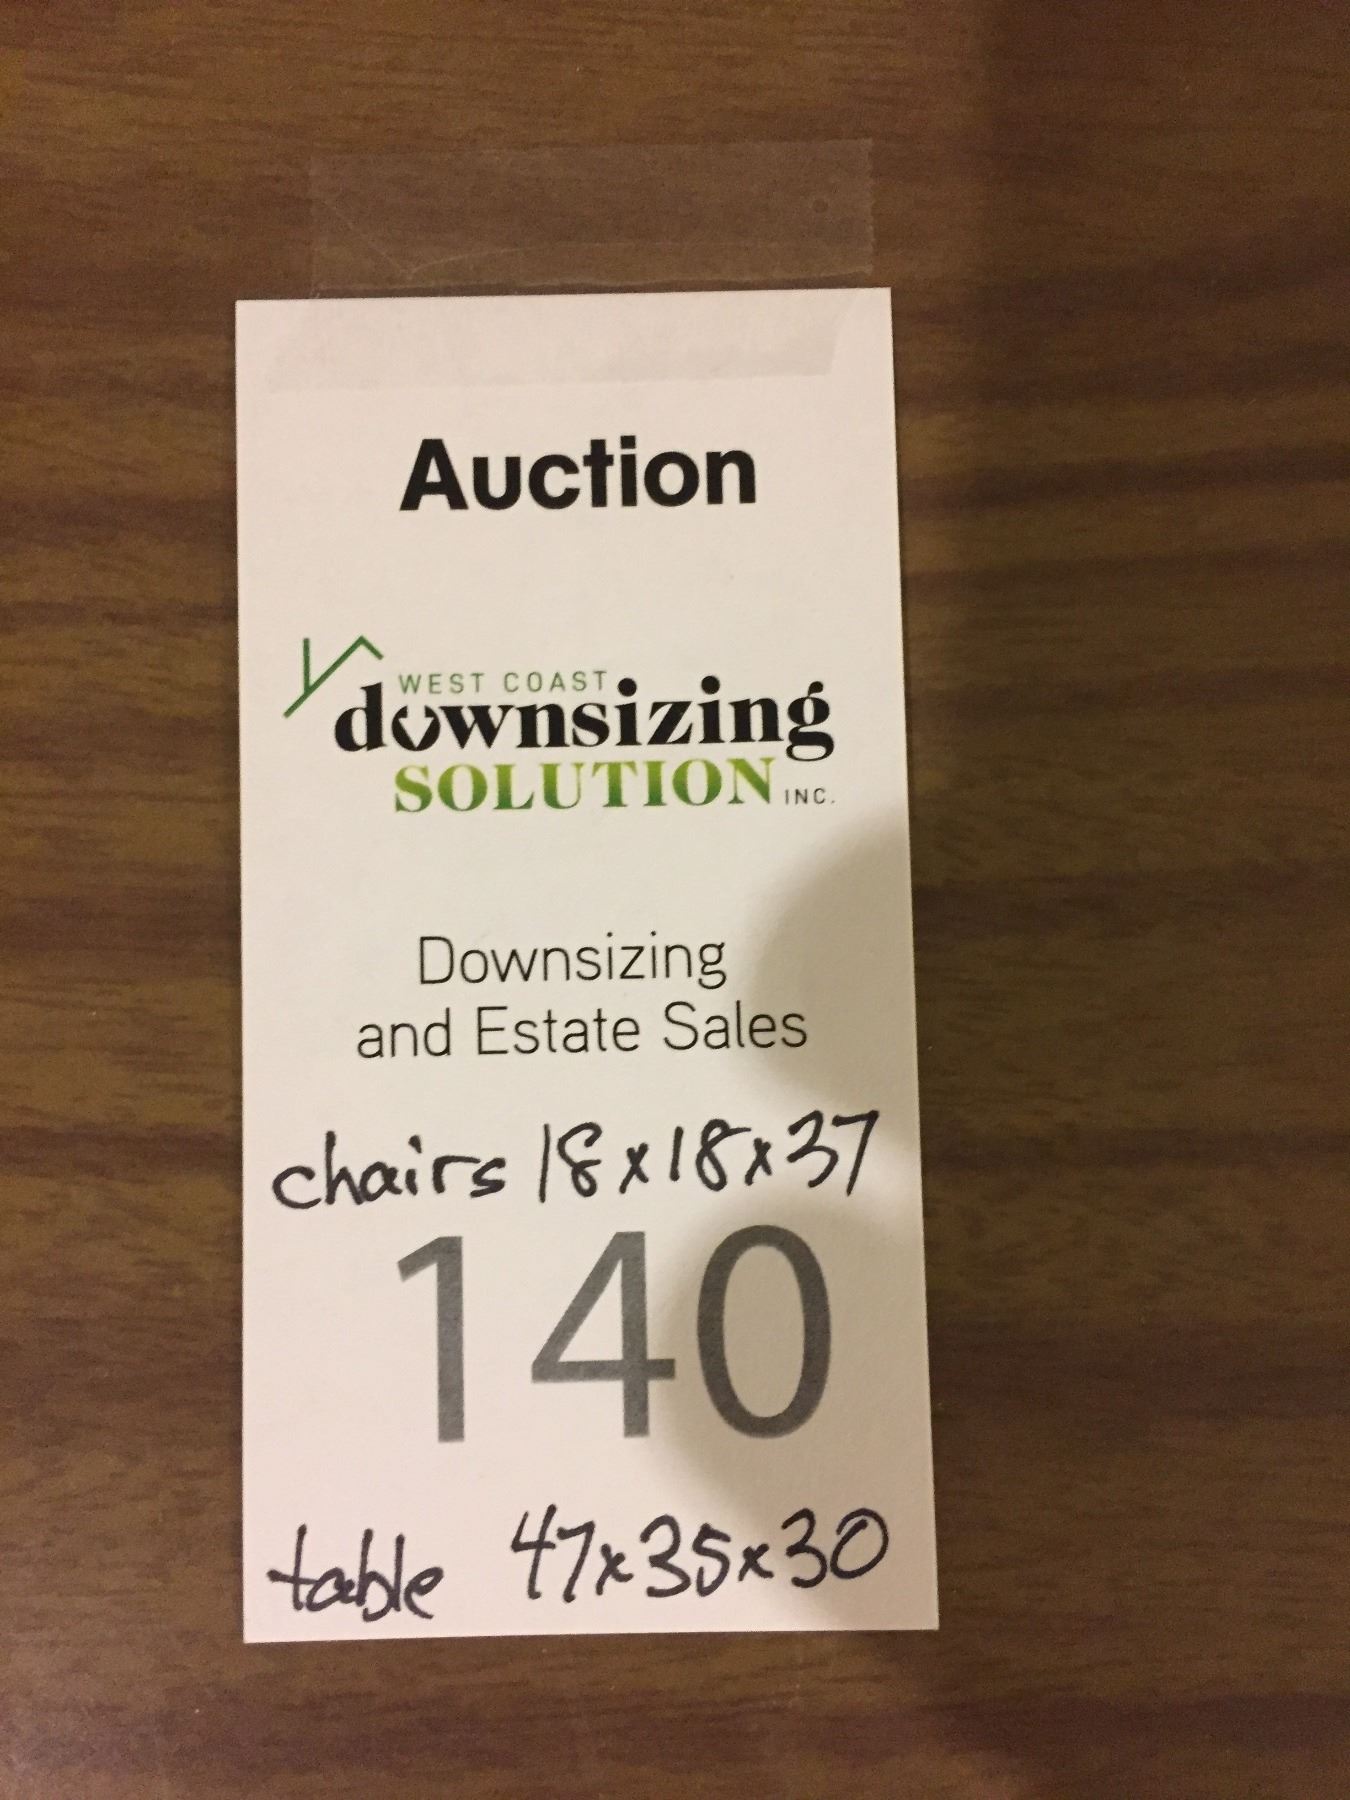 Auction
WEST COAST
downsizing
SOLUTION INC.
Downsizing
and Estate Sales
chairs 18x18x37
140
table 47x35x30